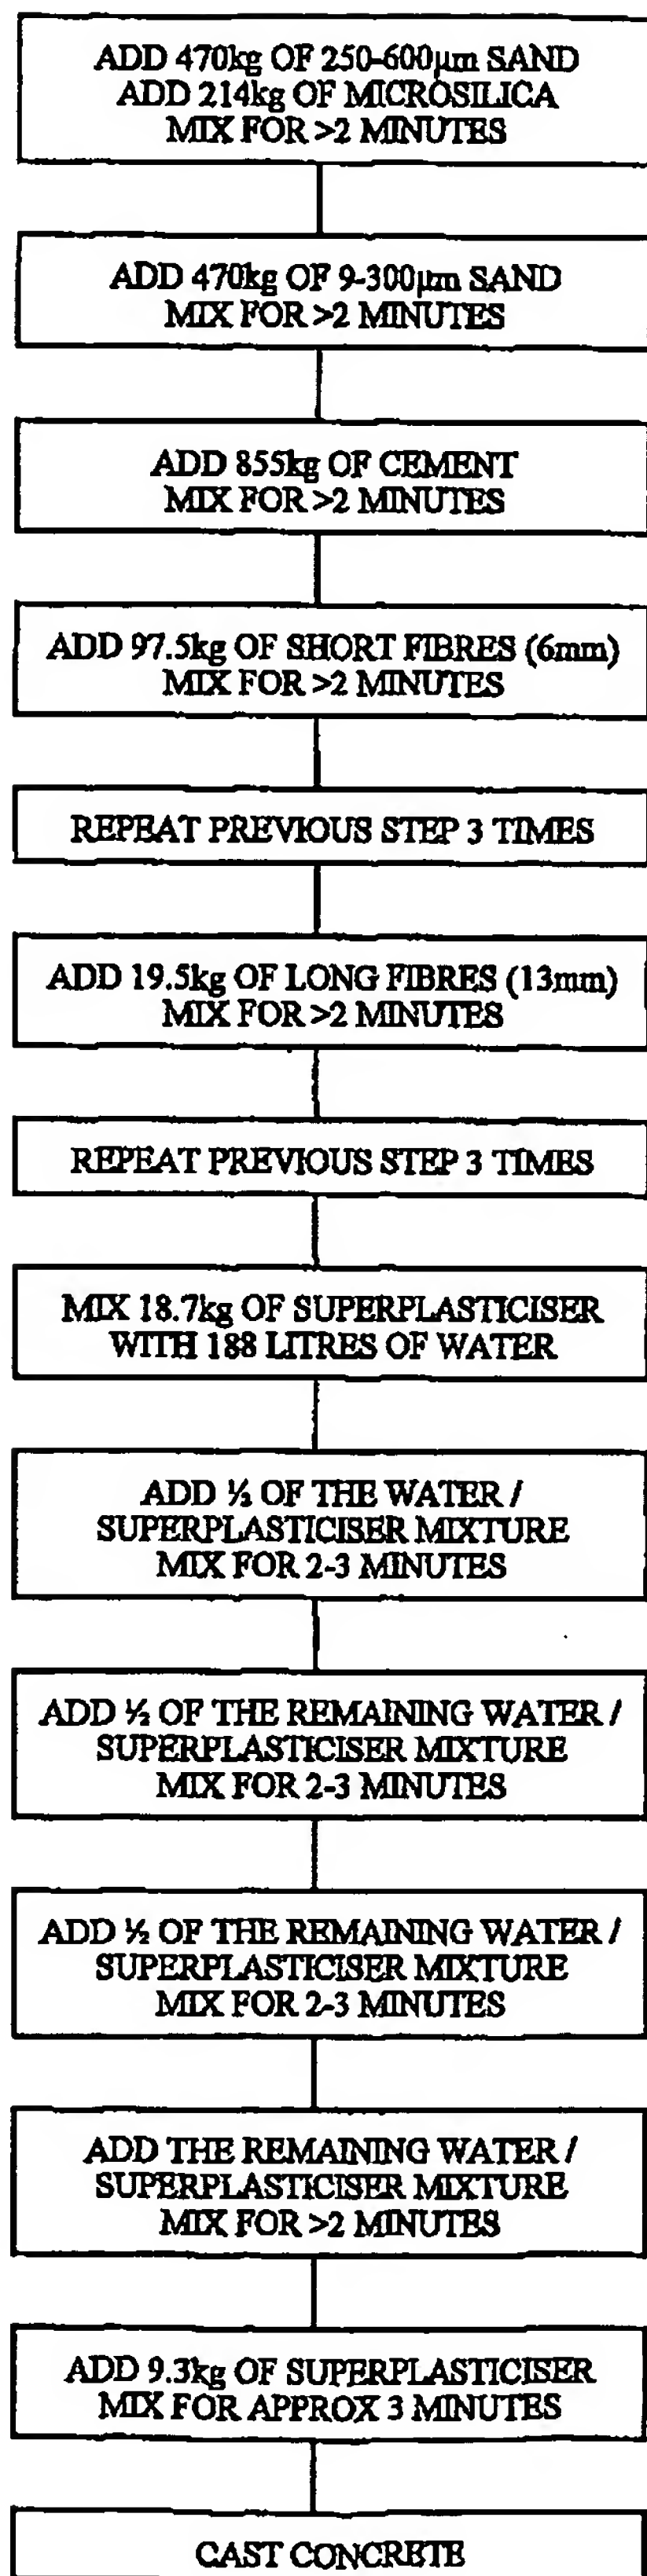 ADD 470kg OF 250-600µm SAND
ADD 214kg OF MICROSILICA
MIX FOR >2 MINUTES
ADD 470kg OF 9-300µm SAND
MIX FOR >2 MINUTES
ADD 855kg OF CEMENT
MIX FOR >2 MINUTES
ADD 97.5kg OF SHORT FIBRES (6mm)
MIX FOR >2 MINUTES
REPEAT PREVIOUS STEP 3 TIMES
ADD 19.5kg OF LONG FIBRES (13mm)
MIX FOR >2 MINUTES
REPEAT PREVIOUS STEP 3 TIMES
MIX 18.7kg OF SUPERPLASTICISER
WITH 188 LITRES OF WATER
ADD ½ OF THE WATER /
SUPERPLASTICISER MIXTURE
MIX FOR 2-3 MINUTES
ADD ½ OF THE REMAINING WATER /
SUPERPLASTICISER MIXTURE
MIX FOR 2-3 MINUTES
ADD ½ OF THE REMAINING WATER /
SUPERPLASTICISER MIXTURE
MIX FOR 2-3 MINUTES
ADD THE REMAINING WATER /
SUPERPLASTICISER MIXTURE
MIX FOR >2 MINUTES
ADD 9.3kg OF SUPERPLASTICISER
MIX FOR APPROX 3 MINUTES
CAST CONCRETE